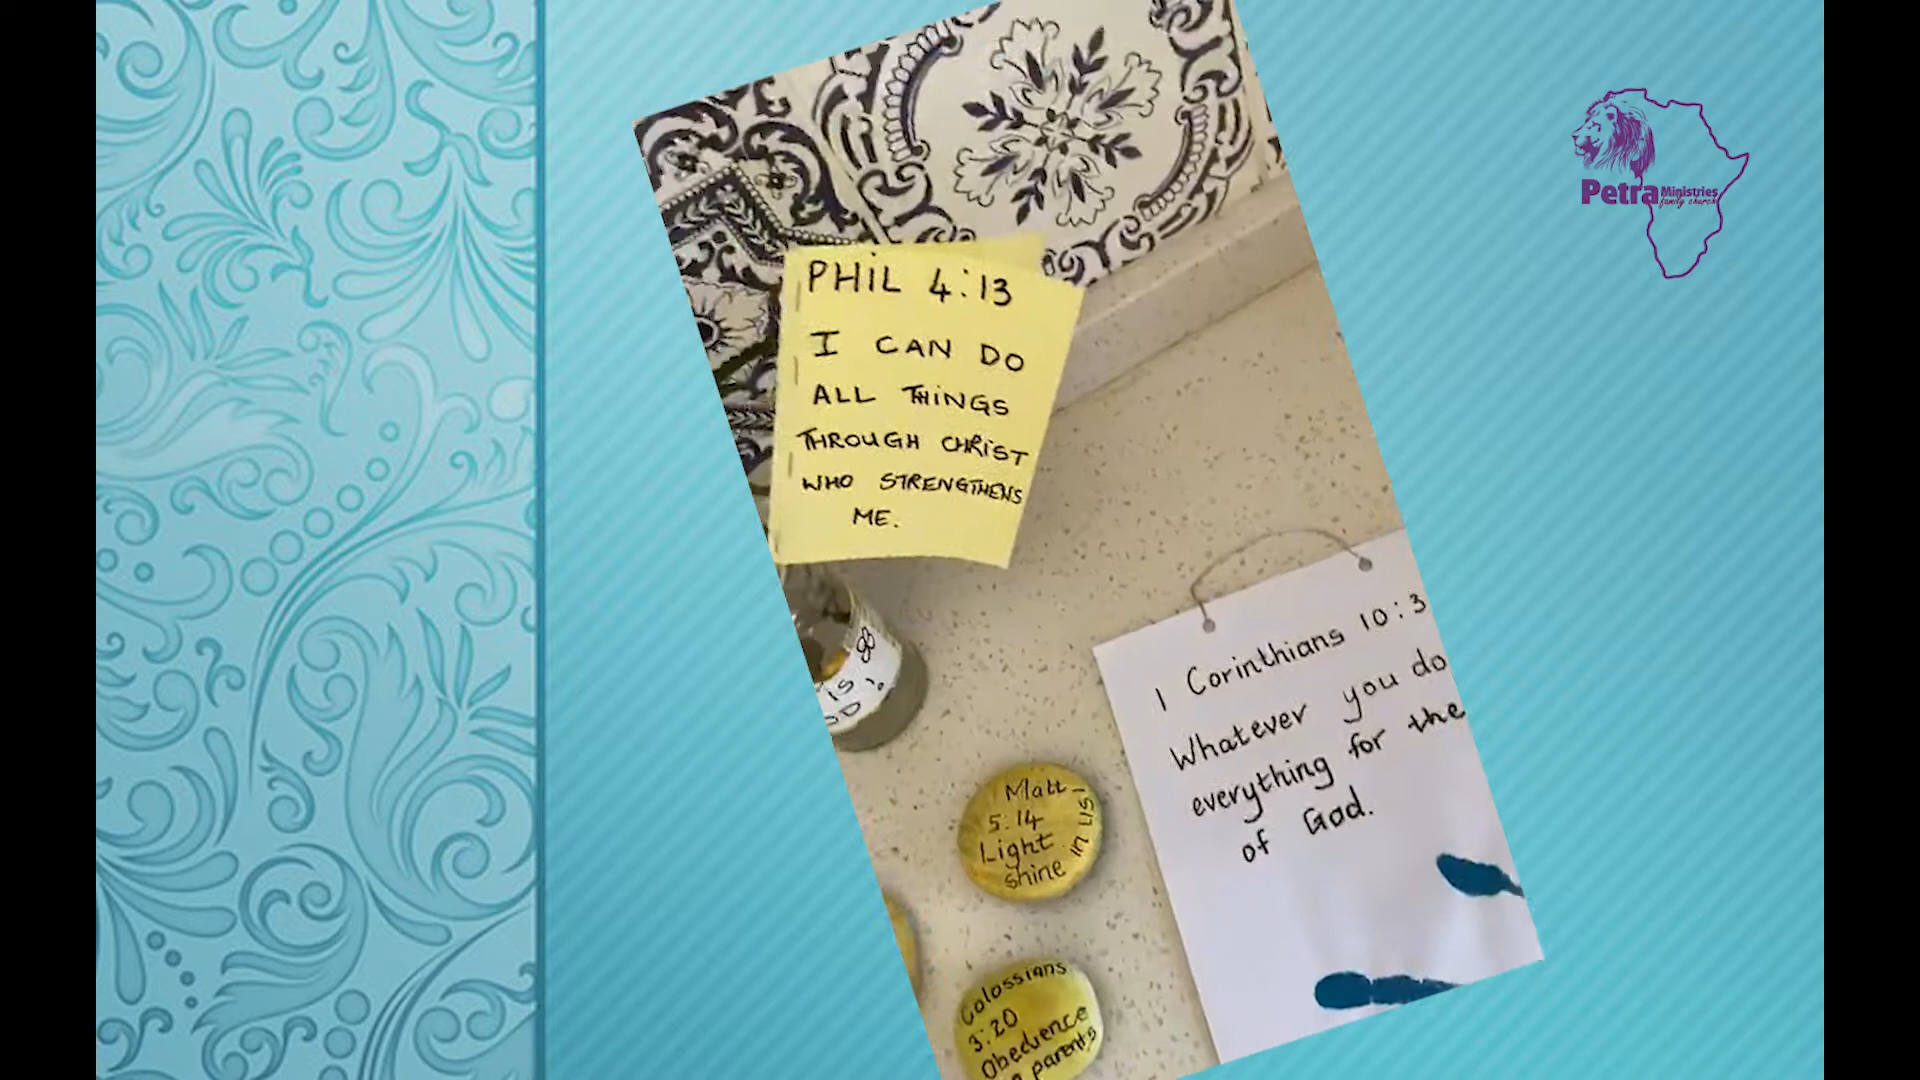 Petra Ministries
family church
PHIL 4:13
I CAN DO
ALL THINGS
THROUGH CHRIST
WHO STRENGTHENS
ME.
1 Corinthians 10:3
Whatever you do
everything for the
of God.
IS
Matt
5:14
Light
shine in us!
Colossians
3:20
Obedience
parents